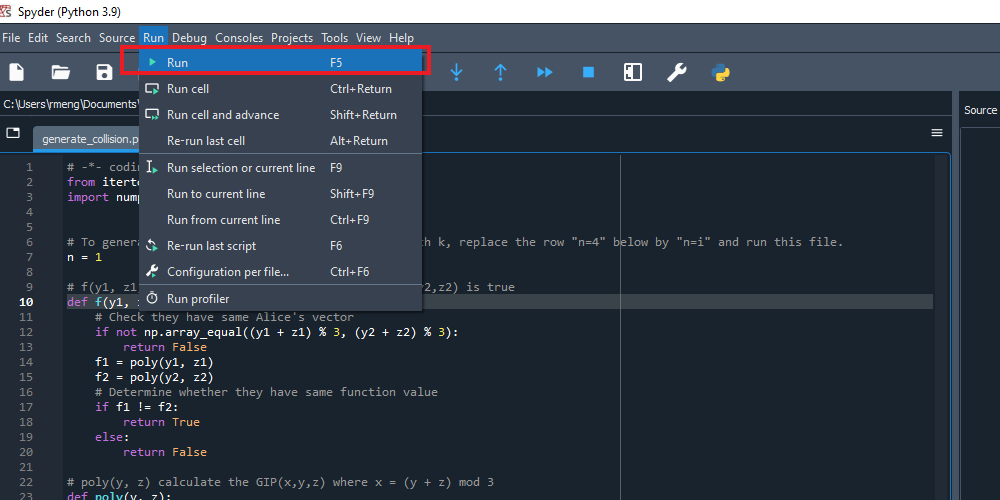 Spyder (Python 3.9)
File Edit Search Source Run Debug Consoles Projects Tools View Help
Run F5
Run cell Ctrl+Return
Run cell and advance Shift+Return
Re-run last cell Alt+Return
Run selection or current line F9
Run to current line Shift+F9
Run from current line Ctrl+F9
Re-run last script F6
Configuration per file... Ctrl+F6
Run profiler
C:\Users\rmeng\Documents\
Source
generate_collision.p
1 # -*- codin
2 from iterto
3 import nump
4
5
6 # To genera th k, replace the row "n=4" below by "n=i" and run this file.
7 n = 1
8
9 # f(y1, z1 y2,z2) is true
10 def f(y1, z
11 # Check they have same Alice's vector
12 if not np.array_equal((y1 + z1) % 3, (y2 + z2) % 3):
13 return False
14 f1 = poly(y1, z1)
15 f2 = poly(y2, z2)
16 # Determine whether they have same function value
17 if f1 != f2:
18 return True
19 else:
20 return False
21
22 # poly(y, z) calculate the GIP(x,y,z) where x = (y + z) mod 3
23 def poly(y, z):